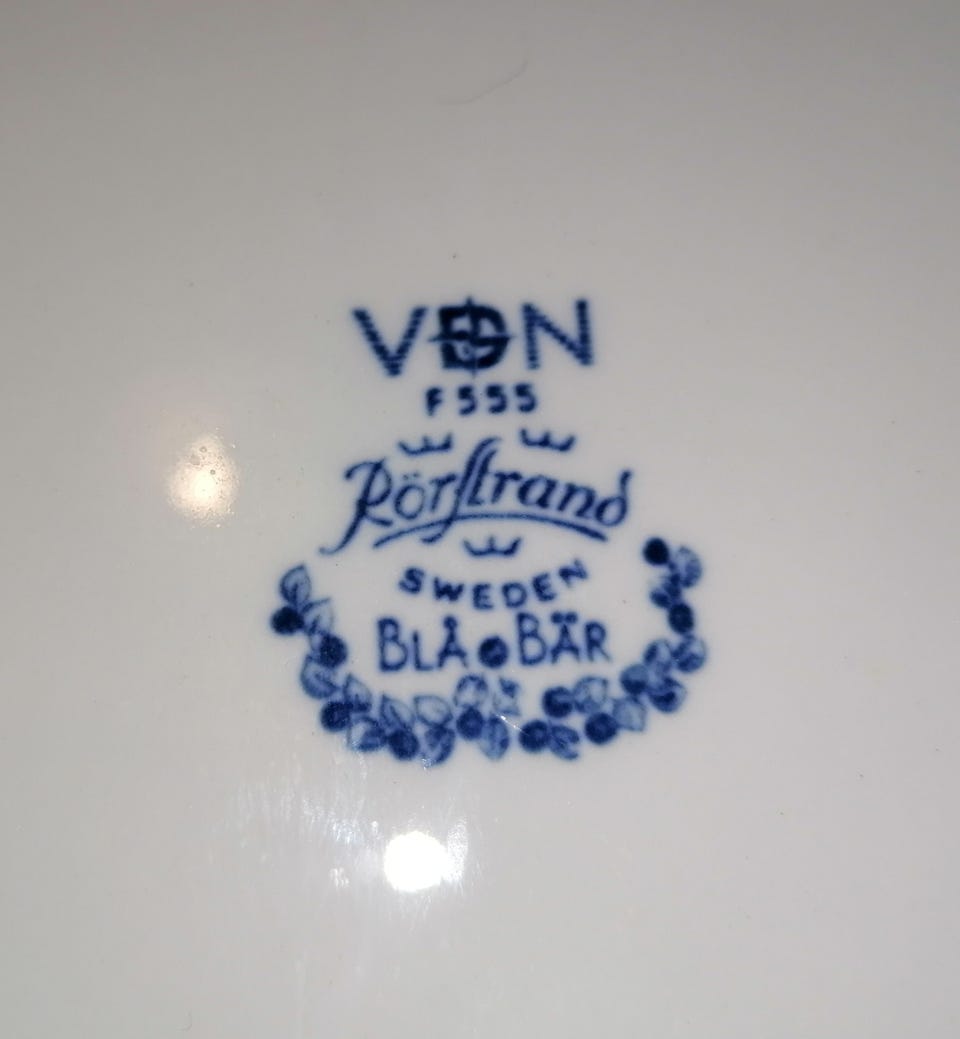 VDN
F555
Rörstrand
SWEDEN
BLÅ BÄR